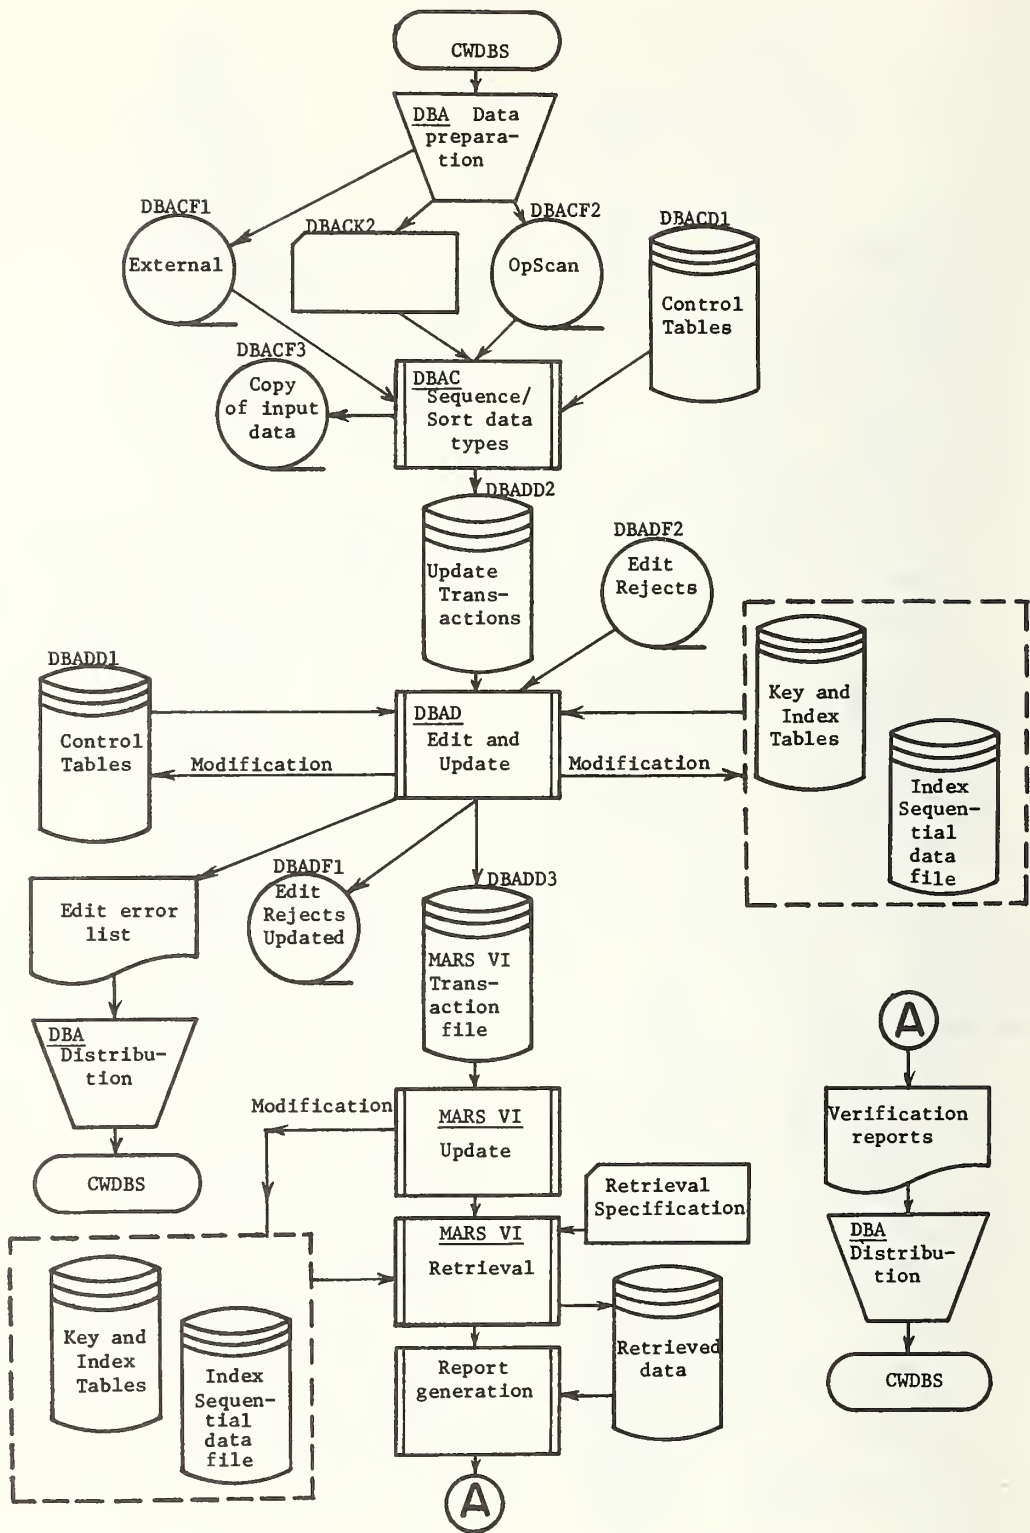 CWDBS
DBA Data
prepara-
tion
DBACF1
External
DBACK2
DBACF2
OpScan
DBACD1
Control
Tables
DBACF3
Copy
of input
data
DBAC
Sequence/
Sort data
types
DBADD2
Update
Trans-
actions
DBADF2
Edit
Rejects
DBADD1
Control
Tables
Modification
DBAD
Edit and
Update
Modification
Key and
Index
Tables
Index
Sequen-
tial
data
file
Edit error
list
DBADF1
Edit
Rejects
Updated
DBADD3
MARS VI
Trans-
action
file
DBA
Distribu-
tion
CWDBS
Modification
MARS VI
Update
MARS VI
Retrieval
Retrieval
Specification
Key and
Index
Tables
Index
Sequen-
tial
data
file
Retrieved
data
Report
generation
A
A
Verification
reports
DBA
Distribu-
tion
CWDBS